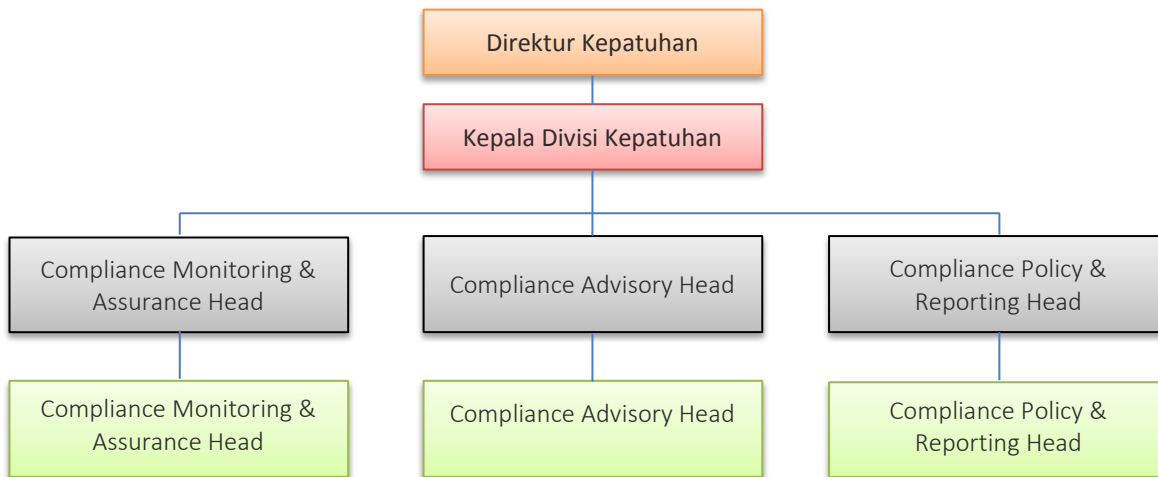 Direktur Kepatuhan
Kepala Divisi Kepatuhan
Compliance Monitoring &
Assurance Head
Compliance Advisory Head
Compliance Policy &
Reporting Head
Compliance Monitoring &
Assurance Head
Compliance Advisory Head
Compliance Policy &
Reporting Head